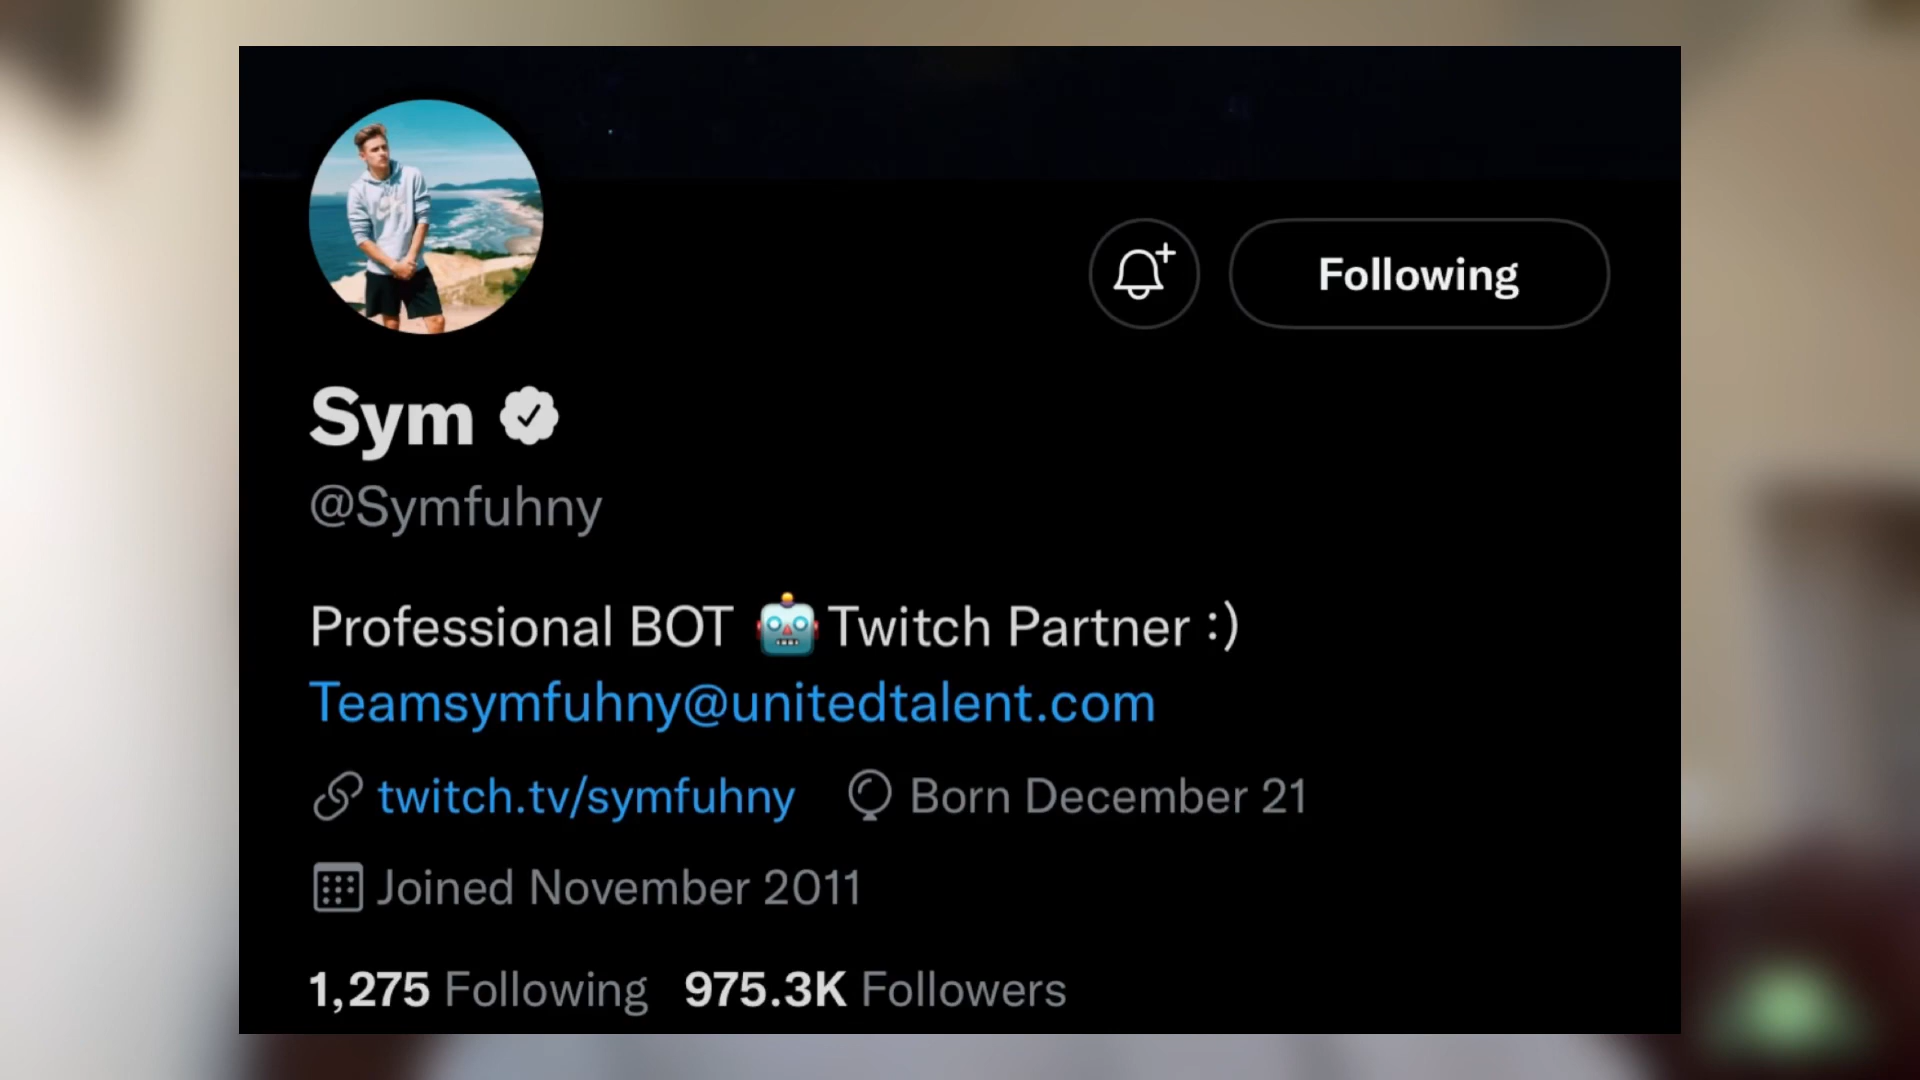 Following
Sym
@Symfuhny
Professional BOT 🤖 Twitch Partner :)
Teamsymfuhny@unitedtalent.com
twitch.tv/symfuhny Born December 21
Joined November 2011
1,275 Following 975.3K Followers